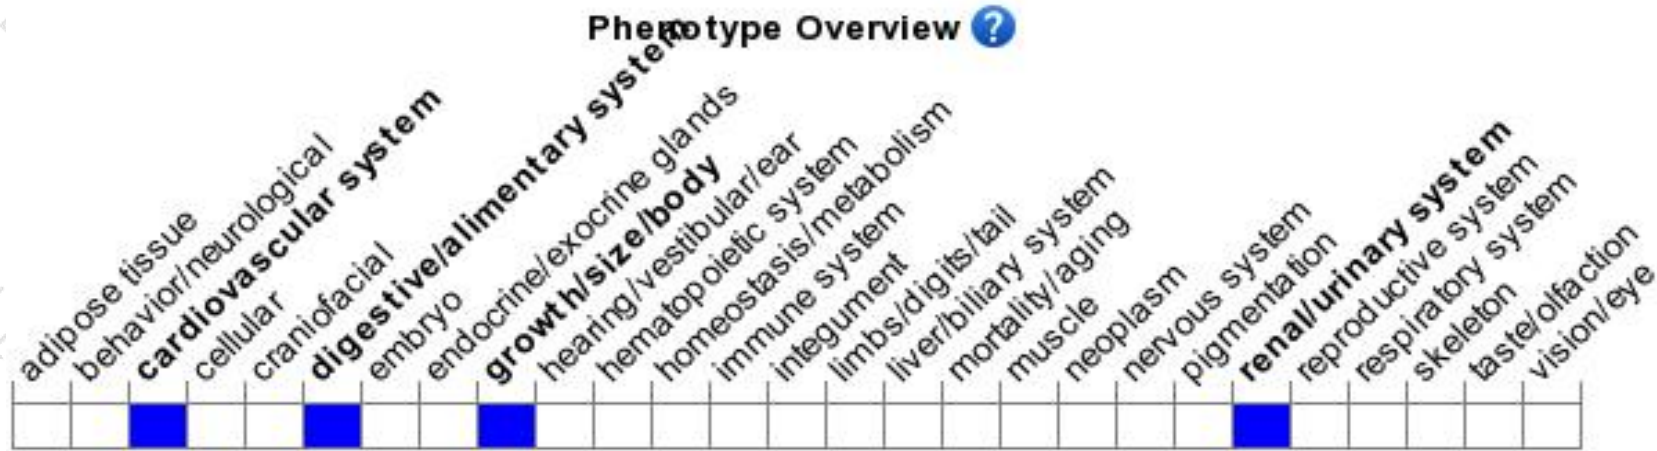 Phenotype Overview ?
adipose tissue
behavior/neurological
cardiovascular system
cellular
craniofacial
digestive/alimentary system
embryo
endocrine/exocrine glands
growth/size/body
hearing/vestibular/ear
hematopoietic system
homeostasis/metabolism
immune system
integument
limbs/digits/tail
liver/biliary system
mortality/aging
muscle
neoplasm
nervous system
pigmentation
renal/urinary system
reproductive system
respiratory system
skeleton
taste/olfaction
vision/eye